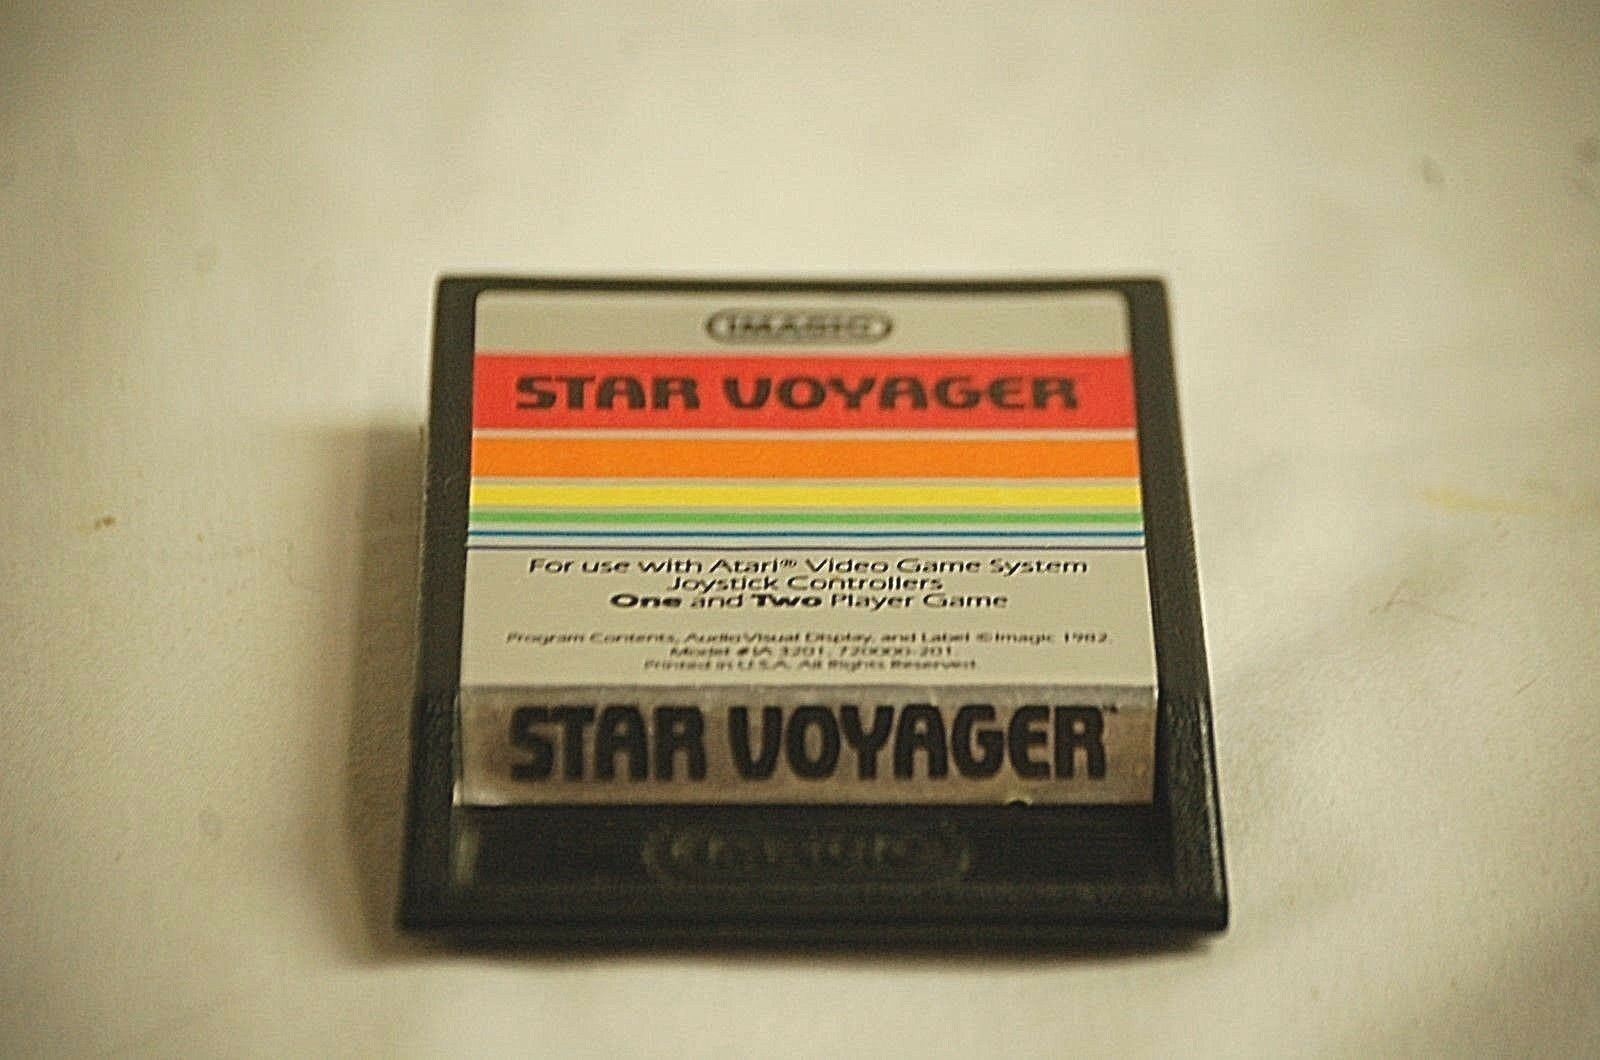 IMAGIC
STAR VOYAGER
For use with Atari® Video Game System
Joystick Controllers
One and Two Player Game
Program Contents, Audio Visual Display, and Label © Imagic 1982.
Model #IA 3201, 720000-201.
Printed in U.S.A. All Rights Reserved.
STAR VOYAGER™